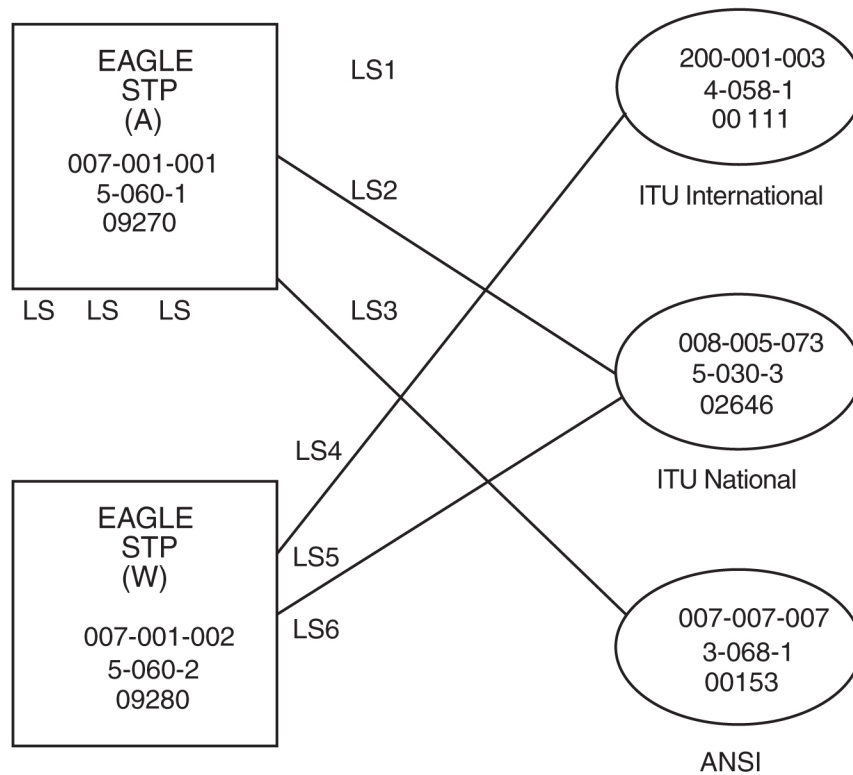 EAGLE
STP
(A)
007-001-001
5-060-1
09270
LS LS LS
LS1
LS2
LS3
200-001-003
4-058-1
00 111
ITU International
008-005-073
5-030-3
02646
ITU National
EAGLE
STP
(W)
007-001-002
5-060-2
09280
LS4
LS5
LS6
007-007-007
3-068-1
00153
ANSI